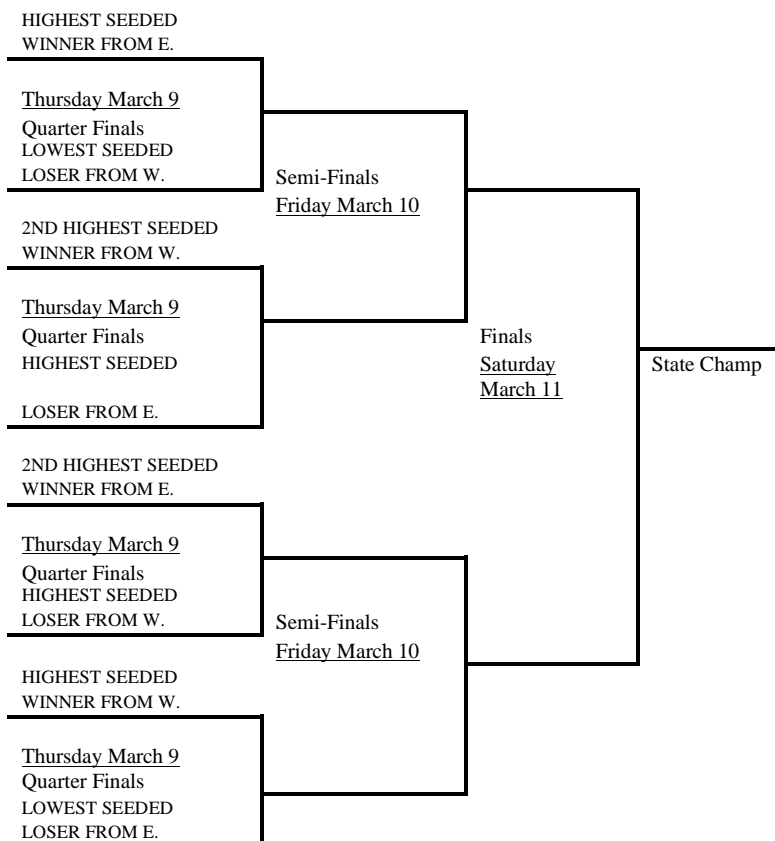 HIGHEST SEEDED
WINNER FROM E.
Thursday March 9
Quarter Finals
LOWEST SEEDED
LOSER FROM W.
Semi-Finals
Friday March 10
2ND HIGHEST SEEDED
WINNER FROM W.
Thursday March 9
Quarter Finals
HIGHEST SEEDED
LOSER FROM E.
Finals
Saturday
March 11
State Champ
2ND HIGHEST SEEDED
WINNER FROM E.
Thursday March 9
Quarter Finals
HIGHEST SEEDED
LOSER FROM W.
Semi-Finals
Friday March 10
HIGHEST SEEDED
WINNER FROM W.
Thursday March 9
Quarter Finals
LOWEST SEEDED
LOSER FROM E.